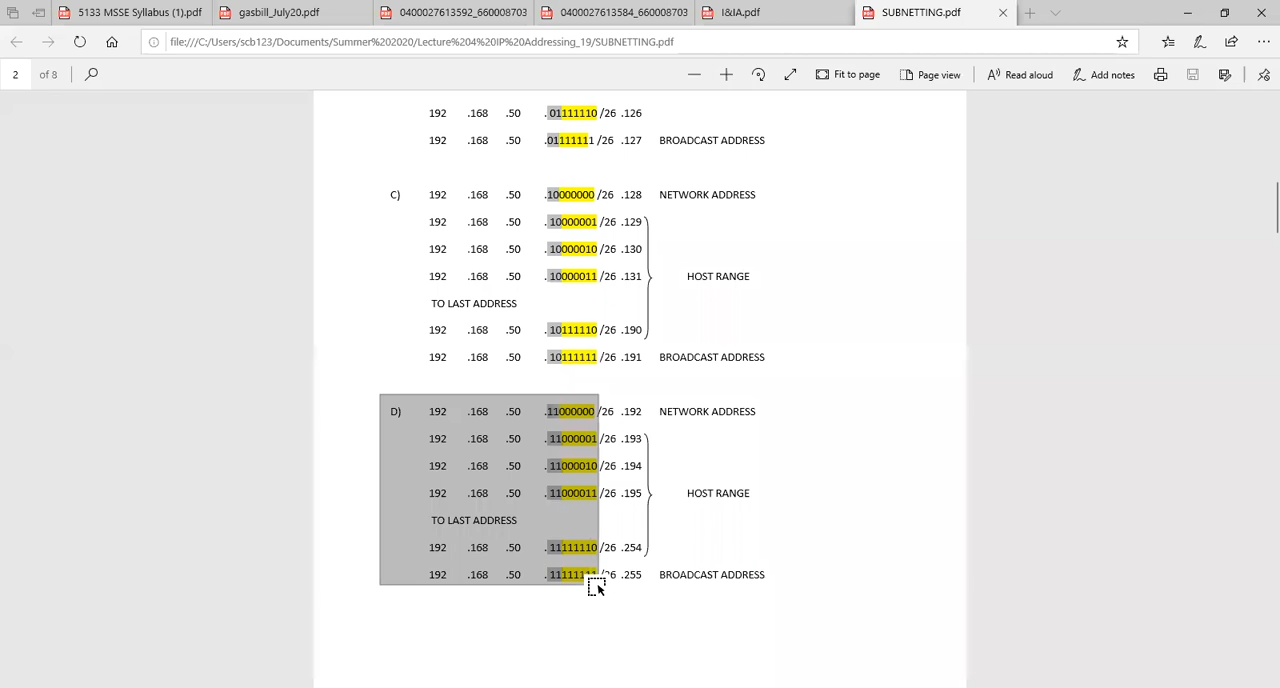 5133 MSSE Syllabus (1).pdf gasbill_July20.pdf 0400027613592_660008703 0400027613584_660008703 I&IA.pdf SUBNETTING.pdf
file:///C:/Users/scb123/Documents/Summer%202020/Lecture%204%20IP%20Addressing_19/SUBNETTING.pdf
2 of 8 Fit to page Page view Read aloud Add notes
192 .168 .50 . 01111110 /26 .126
192 .168 .50 .01111111 /26 .127 BROADCAST ADDRESS
C) 192 .168 .50 .10000000 /26 .128 NETWORK ADDRESS
192 .168 .50 . 10000001 /26 .129
192 .168 .50 . 10000010 /26 .130
192 .168 .50 . 10000011 /26 .131 HOST RANGE
TO LAST ADDRESS
192 .168 .50 . 10111110 /26 .190
192 .168 .50 . 10111111 /26 .191 BROADCAST ADDRESS
D) 192 .168 .50 .11000000 /26 .192 NETWORK ADDRESS
192 .168 .50 . 11000001 /26 .193
192 .168 .50 . 11000010 /26 .194
192 .168 .50 . 11000011 /26 .195 HOST RANGE
TO LAST ADDRESS
192 .168 .50 . 11111110 /26 .254
192 .168 .50 . 11111111 /26 .255 BROADCAST ADDRESS